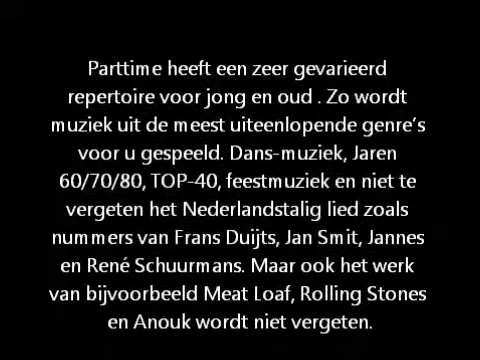 Parttime heeft een zeer gevarieerd
repertoire voor jong en oud . Zo wordt
muziek uit de meest uiteenlopende genre’s
voor u gespeeld. Dans-muziek, Jaren
60/70/80, TOP-40, feestmuziek en niet te
vergeten het Nederlandstalig lied zoals
nummers van Frans Duijts, Jan Smit, Jannes
en René Schuurmans. Maar ook het werk
van bijvoorbeeld Meat Loaf, Rolling Stones
en Anouk wordt niet vergeten.